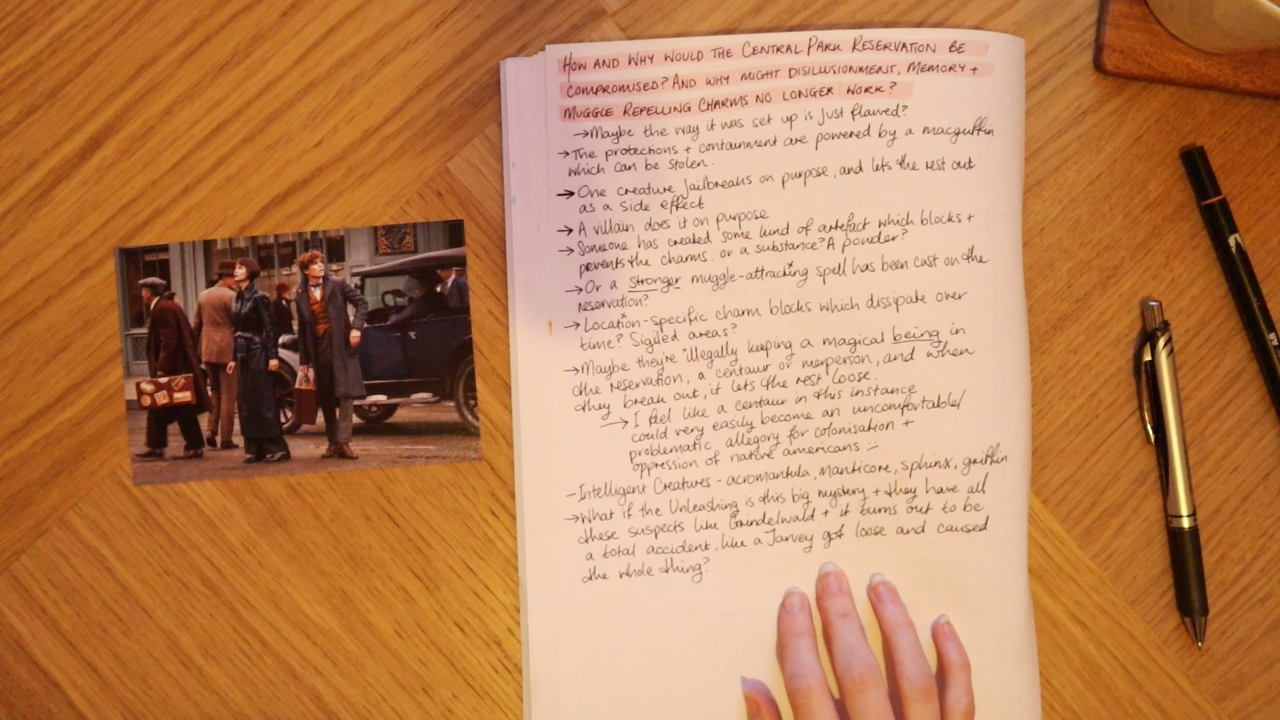 HOW AND WHY WOULD THE CENTRAL PARK RESERVATION BE
COMPROMISED? AND WHY MIGHT DISILLUSIONMENT, MEMORY +
MUGGLE REPELLING CHARMS NO LONGER WORK?
→ Maybe the way it was set up is just flawed?
→ The protections + containment are powered by a macguffin
which can be stolen.
→ One creature jailbreaks on purpose, and lets the rest out
as a side effect
→ A villain does it on purpose
→ Someone has created some kind of artefact which blocks +
prevents the charms. or a substance? A powder?
→ Or a stronger muggle-attracting spell has been cast on the
reservation?
→ Location-specific charm blocks which dissipate over
time? Sigiled areas?
→ Maybe they're illegally keeping a magical being in
the reservation, a centaur or merperson, and when
they break out, it lets the rest loose.
→ I feel like a centaur in this instance
could very easily become an uncomfortable/
problematic allegory for colonisation +
oppression of native americans :-
- Intelligent Creatures - acromantula, manticore, sphinx, griffin
→ What if the Unleashing is this big mystery + they have all
these suspects like Grindelwald + it turns out to be
a total accident, like a Jarvey got loose and caused
the whole thing?